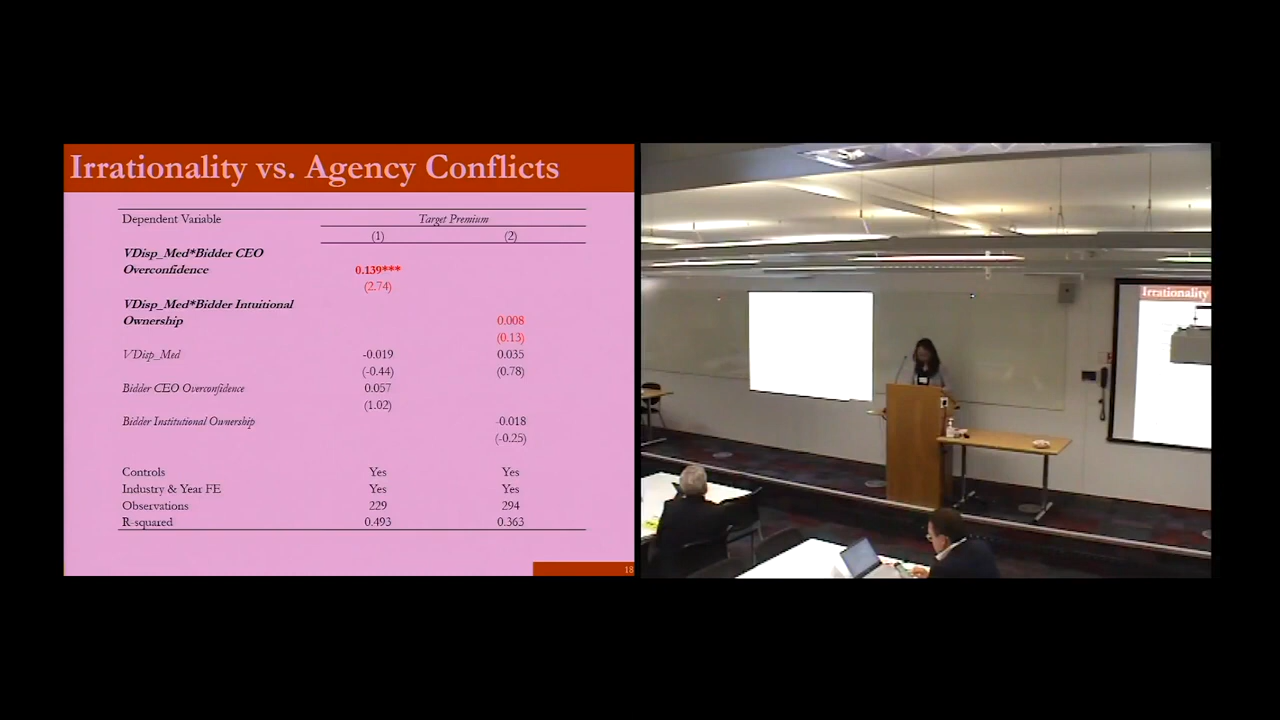 Irrationality vs. Agency Conflicts
Dependent Variable Target Premium
(1) (2)
VDisp_Med*Bidder CEO
Overconfidence 0.139***
(2.74)
VDisp_Med*Bidder Intuitional
Ownership 0.008
(0.13)
VDisp_Med -0.019 0.035
(-0.44) (0.78)
Bidder CEO Overconfidence 0.057
(1.02)
Bidder Institutional Ownership -0.018
(-0.25)
Controls Yes Yes
Industry & Year FE Yes Yes
Observations 229 294
R-squared 0.493 0.363
18
Irrationality